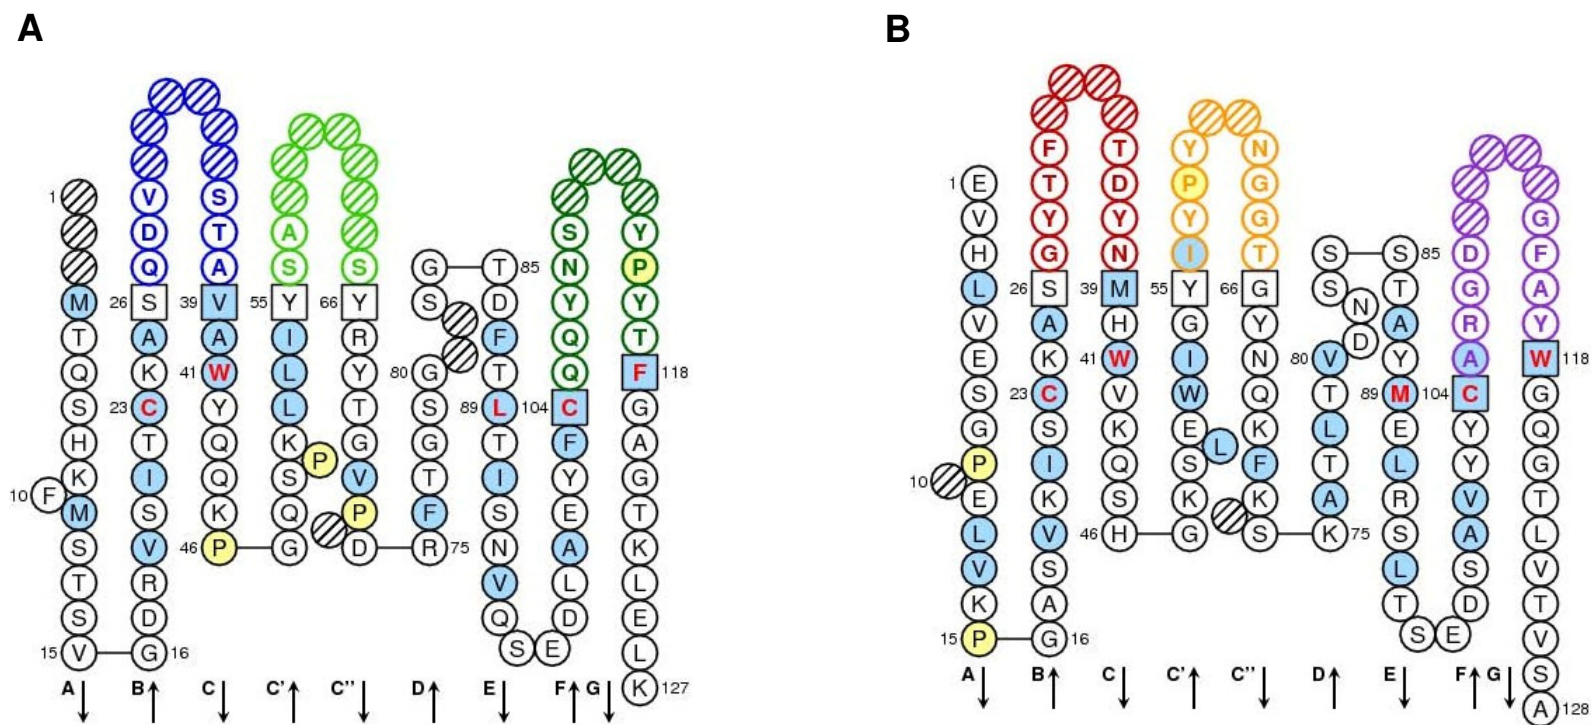 A
1
M T Q S H K
10 F
M S T S
15 V
V D Q
26 S
A K
23 C
T I S V R D
G 16
S T A
39 V
A
41 W
Y Q Q K
46 P
A S
55 Y
I L L K P S Q G
S
66 Y
R Y T G V P D
G S
80 G
S G T F
R 75
T 85
D F T
89 L
T I S N V Q S E
S N Y Q Q
104 C
F Y E A L D
Y P Y T
F 118
G A G T K L E L
K 127
A B C C' C'' D E F G
B
1 E
V H L V E S G P
10
E L V K
15 P
F T Y G
26 S
A K
23 C
S I K V S A
G 16
T D Y N
39 M
H
41 W
V K Q S
46 H
Y P Y I
55 Y
G I W E L S K G
N G G T
66 G
Y N Q K F K S
S S N D
80 V
T L T A
K 75
S 85
T A Y
89 M
E L R S L T S E
D G R A
104 C
Y Y V A S D
G F A Y
W 118
G Q G T L V T V S
A 128
A B C C' C'' D E F G